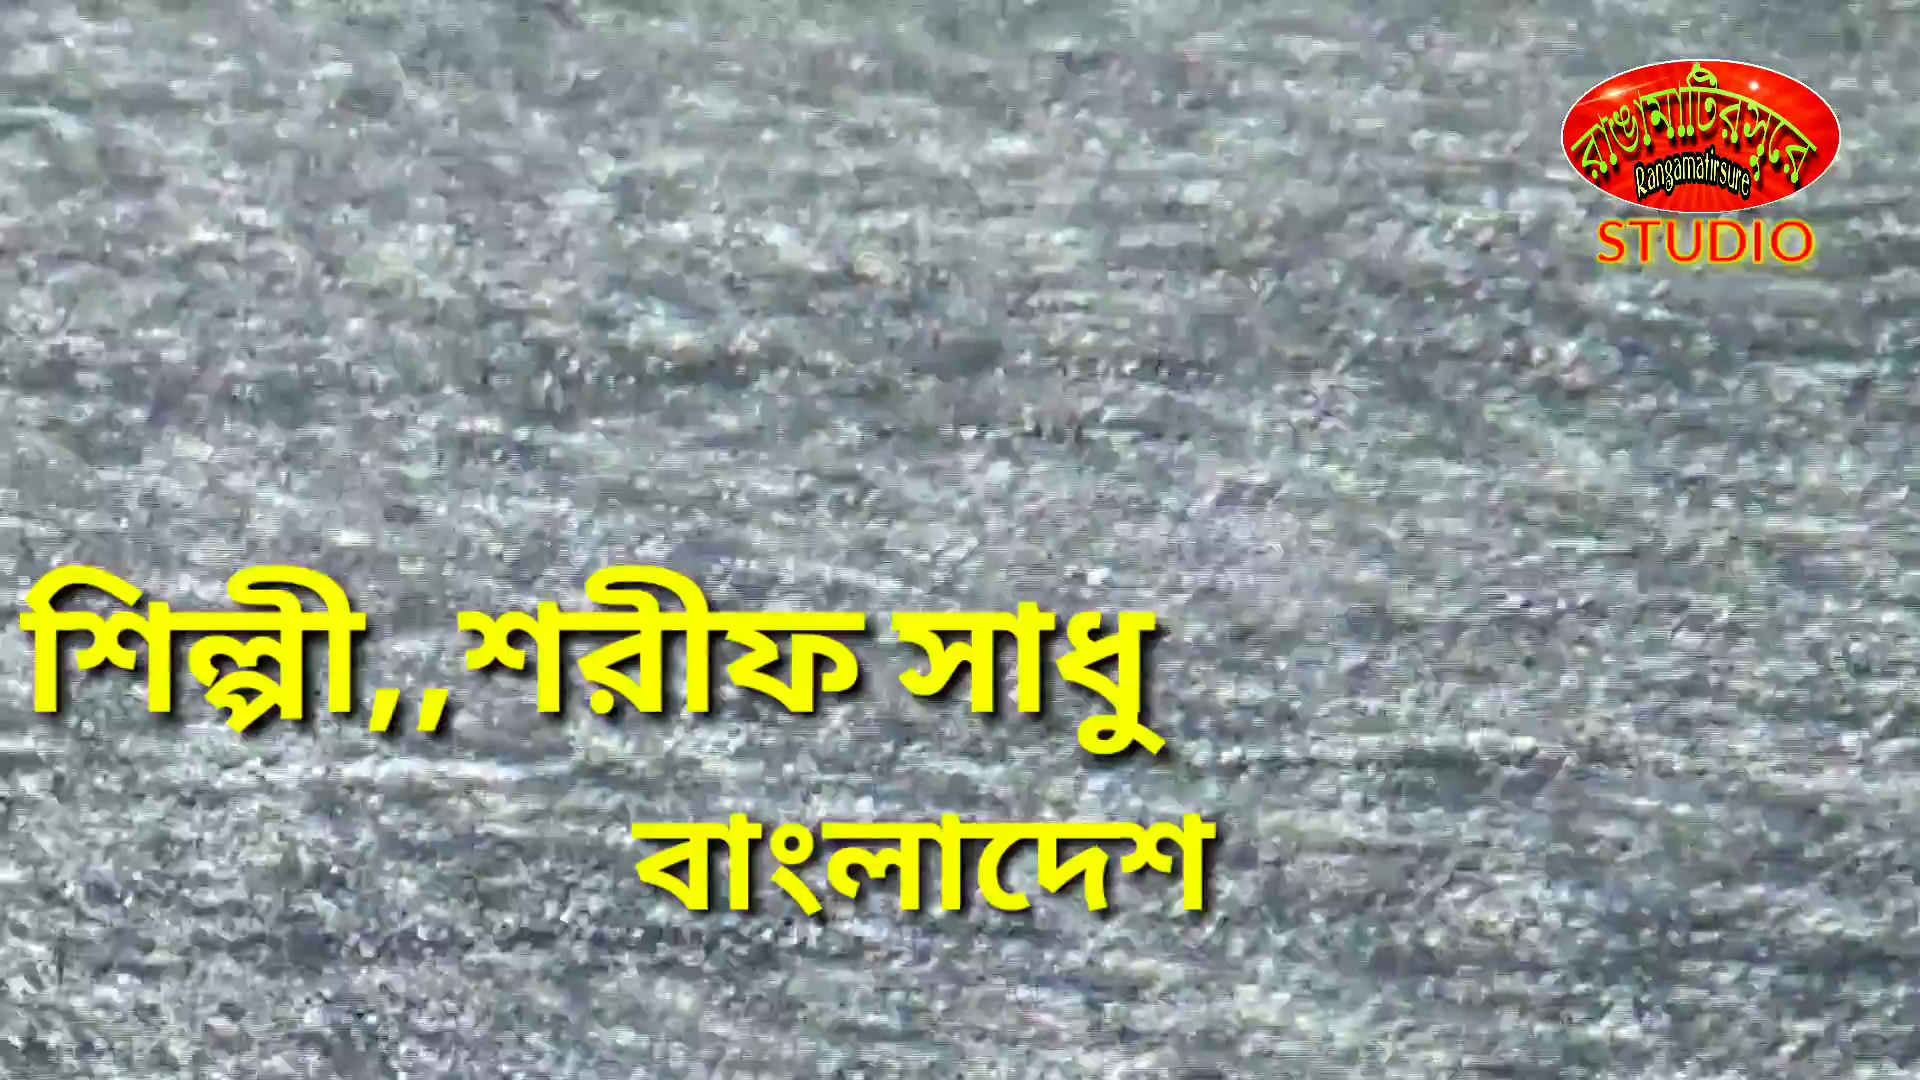 রাঙামাটিরসুরে
Rangamatirsure
STUDIO
শিল্পী,,শরীফ সাধু
বাংলাদেশ